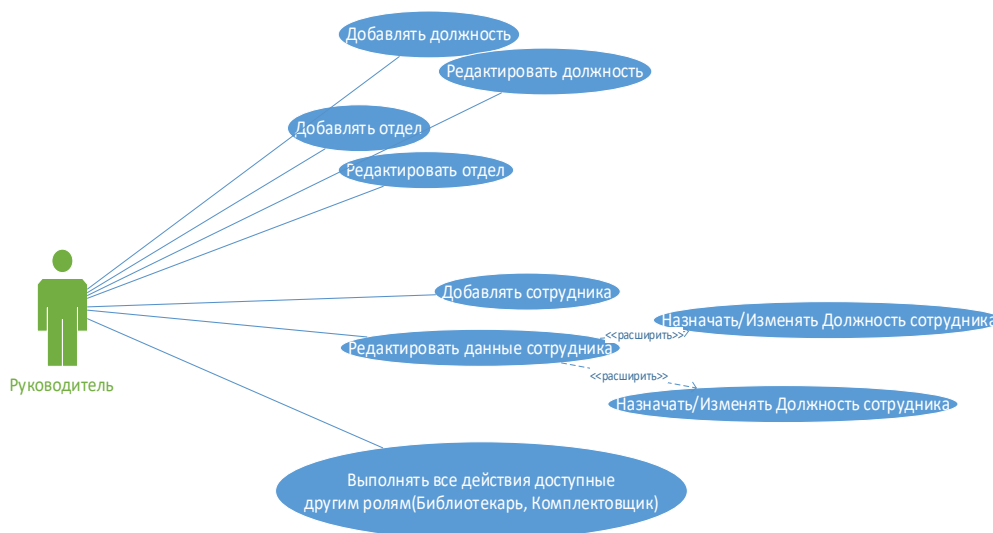 Добавлять должность
Редактировать должность
Добавлять отдел
Редактировать отдел
Добавлять сотрудника
Назначать/Изменять Должность сотрудника
<<расширить>>
Редактировать данные сотрудника
<<расширить>>
Руководитель
Назначать/Изменять Должность сотрудника
Выполнять все действия доступные
другим ролям(Библиотекарь, Комплектовщик)